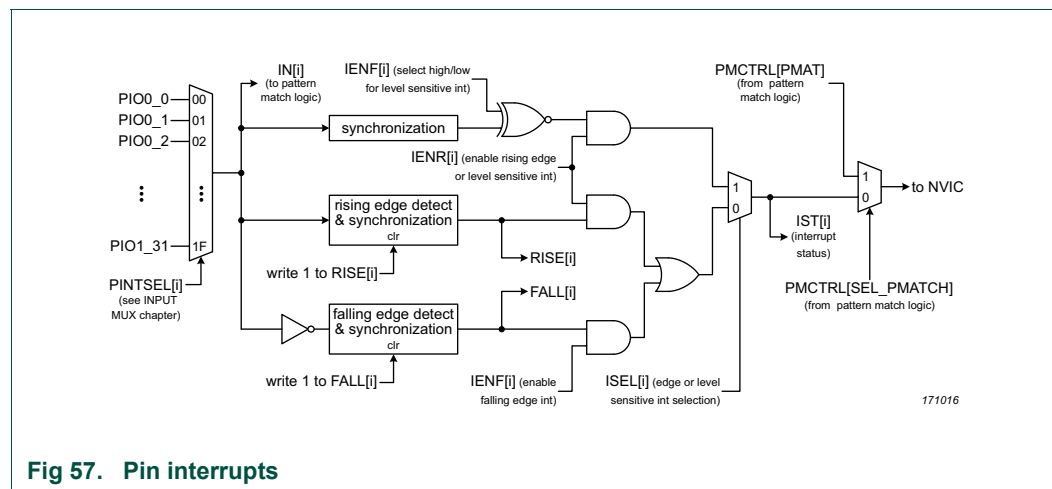 IN[i]
(to pattern
match logic)
IENF[i] (select high/low
for level sensitive int)
PMCTRL[PMAT]
(from pattern
match logic)
PIO0_0
00
PIO0_1
01
PIO0_2
02
synchronization
IENR[i] (enable rising edge
or level sensitive int)
1
0
1
0
to NVIC
rising edge detect
& synchronization
clr
IST[i]
(interrupt
status)
PIO1_31
1F
write 1 to RISE[i]
RISE[i]
PINTSEL[i]
(see INPUT
MUX chapter)
FALL[i]
PMCTRL[SEL_PMATCH]
(from pattern match logic)
falling edge detect
& synchronization
clr
write 1 to FALL[i]
IENF[i] (enable
falling edge int)
ISEL[i] (edge or level
sensitive int selection)
171016
Fig 57. Pin interrupts